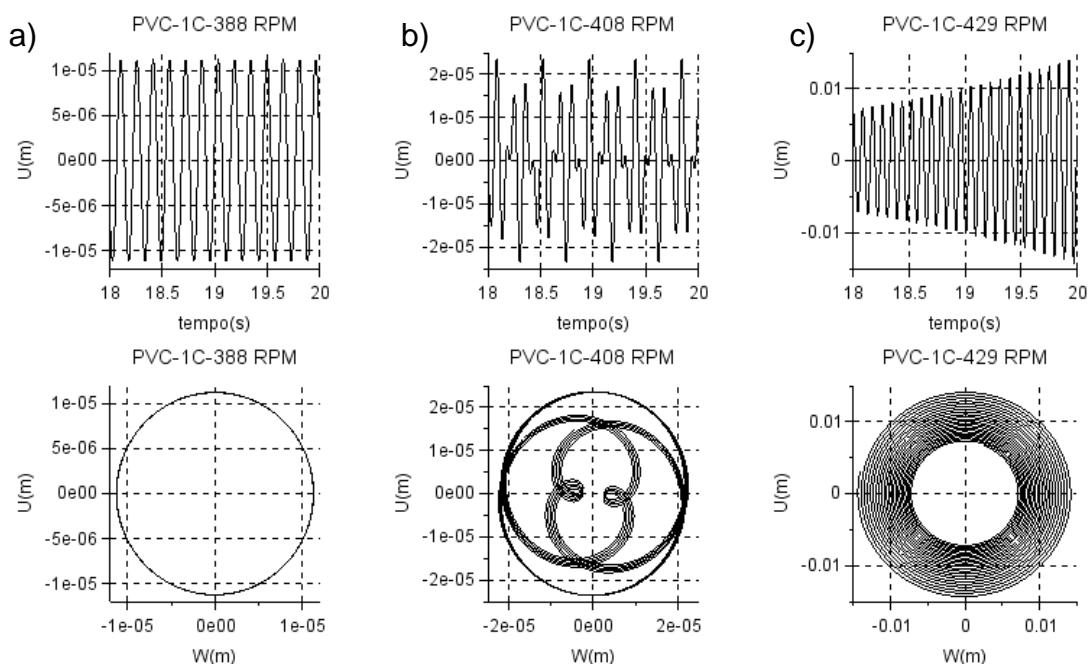 a)
PVC-1C-388 RPM
U(m)
1e-05
5e-06
0e00
-5e-06
-1e-05
18 18.5 19 19.5 20
tempo(s)
b)
PVC-1C-408 RPM
U(m)
2e-05
1e-05
0e00
-1e-05
-2e-05
18 18.5 19 19.5 20
tempo(s)
c)
PVC-1C-429 RPM
U(m)
0.01
0
-0.01
18 18.5 19 19.5 20
tempo(s)
PVC-1C-388 RPM
U(m)
1e-05
5e-06
0e00
-5e-06
-1e-05
-1e-05 0e00 1e-05
W(m)
PVC-1C-408 RPM
U(m)
2e-05
1e-05
0e00
-1e-05
-2e-05
-2e-05 0e00 2e-05
W(m)
PVC-1C-429 RPM
U(m)
0.01
0
-0.01
-0.01 0 0.01
W(m)